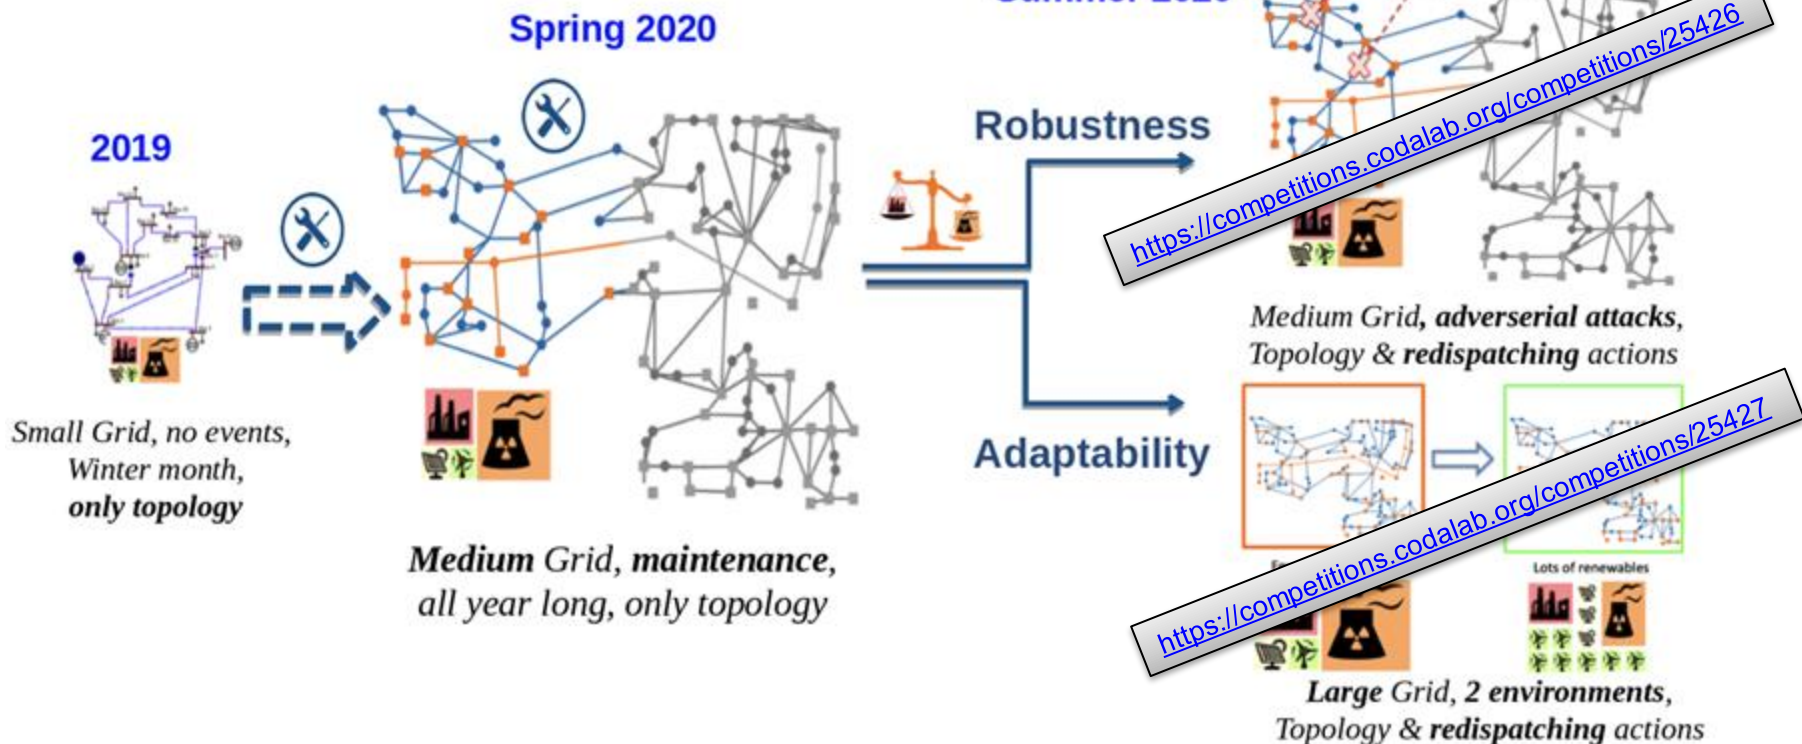 Spring 2020
2019
Small Grid, no events,
Winter month,
only topology
Medium Grid, maintenance,
all year long, only topology
Robustness
Adaptability
https://competitions.codalab.org/competitions/25426
Medium Grid, adverserial attacks,
Topology & redispatching actions
https://competitions.codalab.org/competitions/25427
Lots of renewables
Large Grid, 2 environments,
Topology & redispatching actions